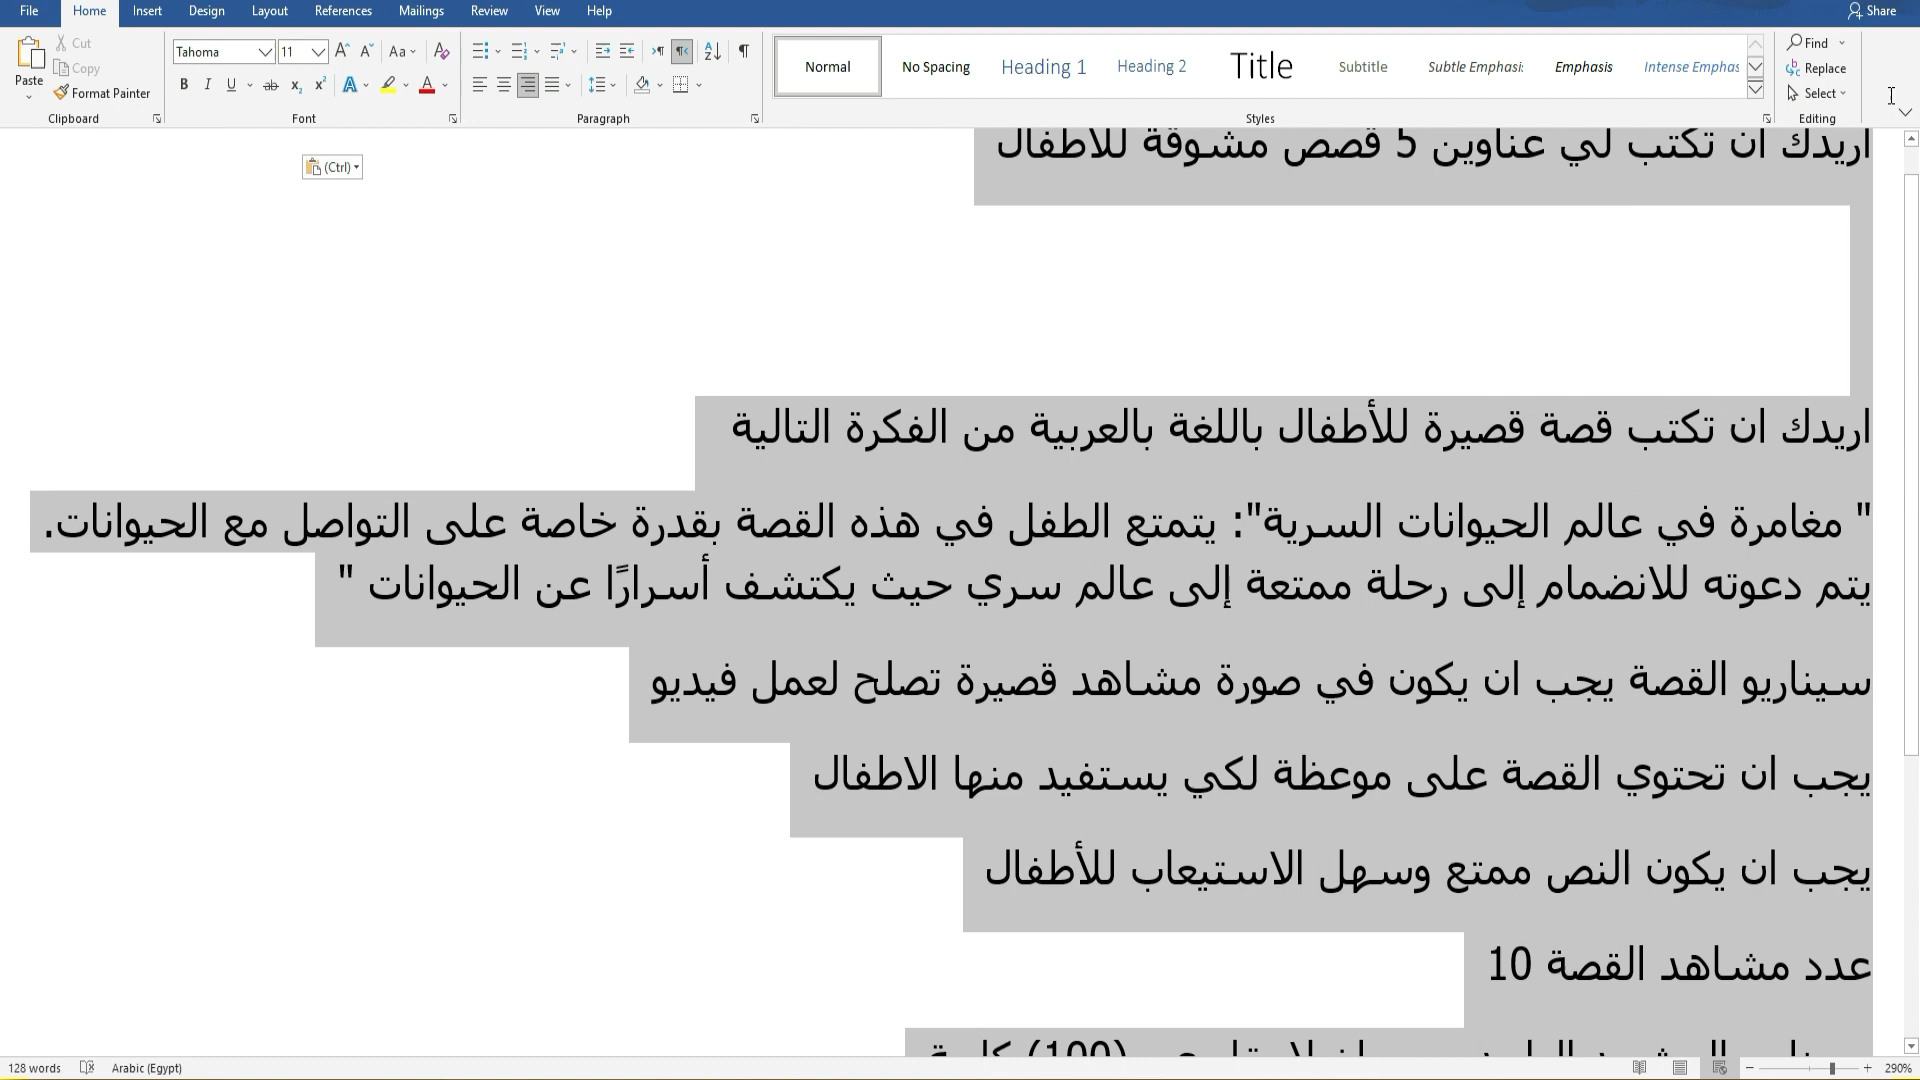 File Home Insert Design Layout References Mailings Review View Help Share
Cut
Copy
Format Painter
Paste
Clipboard
Tahoma 11
Font
Paragraph
Normal No Spacing Heading 1 Heading 2 Title Subtitle Subtle Emphasi: Emphasis Intense Emphas
Styles
Find
Replace
Select
Editing
(Ctrl)
اريدك ان تكتب لي عناوين 5 قصص مشوقة للاطفال
اريدك ان تكتب قصة قصيرة للأطفال باللغة بالعربية من الفكرة التالية
" مغامرة في عالم الحيوانات السرية": يتمتع الطفل في هذه القصة بقدرة خاصة على التواصل مع الحيوانات.
يتم دعوته للانضمام إلى رحلة ممتعة إلى عالم سري حيث يكتشف أسرارًا عن الحيوانات "
سيناريو القصة يجب ان يكون في صورة مشاهد قصيرة تصلح لعمل فيديو
يجب ان تحتوي القصة على موعظة لكي يستفيد منها الاطفال
يجب ان يكون النص ممتع وسهل الاستيعاب للأطفال
عدد مشاهد القصة 10
(100) كلمة
128 words Arabic (Egypt) 290%